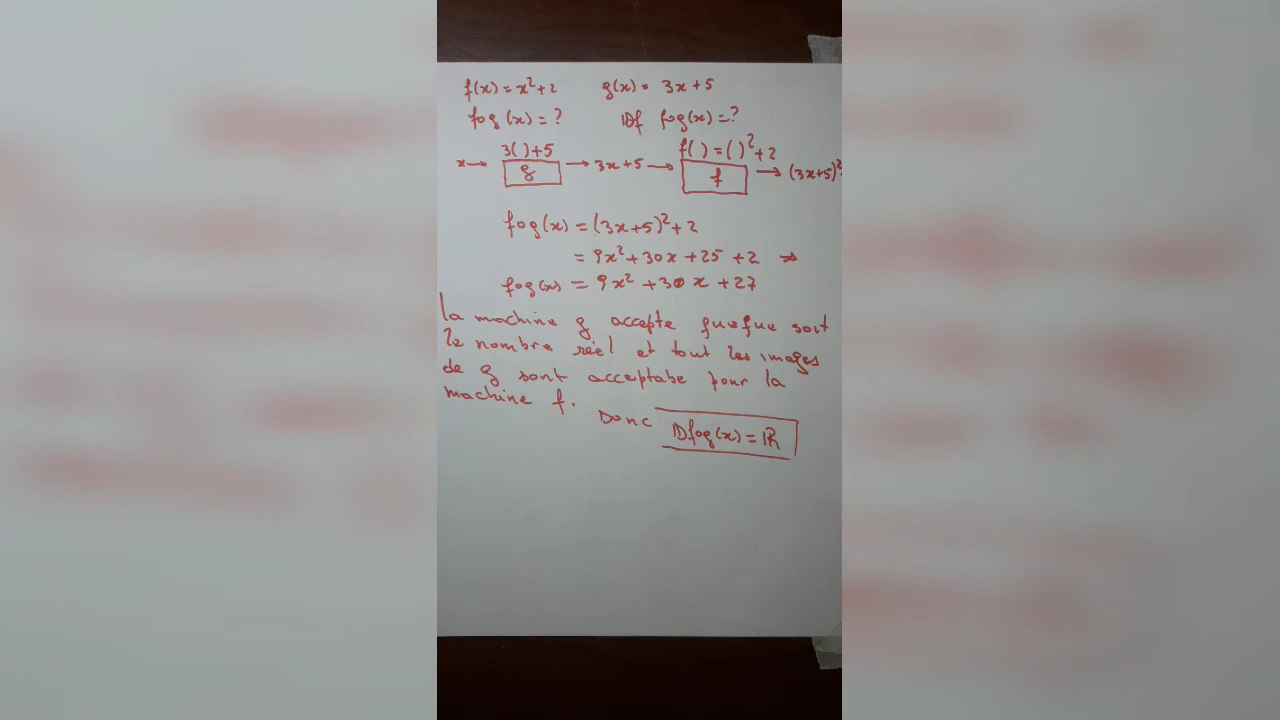 f(x) = x²+2 g(x) = 3x+5
fog(x) = ? Df fog(x) = ?
3( )+5 f( ) = ( )²+2
x → g → 3x+5 → f → (3x+5)²
fog(x) = (3x+5)²+2
= 9x²+30x+25+2 ⇒
fog(x) = 9x²+30x+27
la machine g accepte quelque soit
le nombre réel et tout les images
de g sont acceptabe pour la
machine f.
Donc Dfog(x) = ℝ